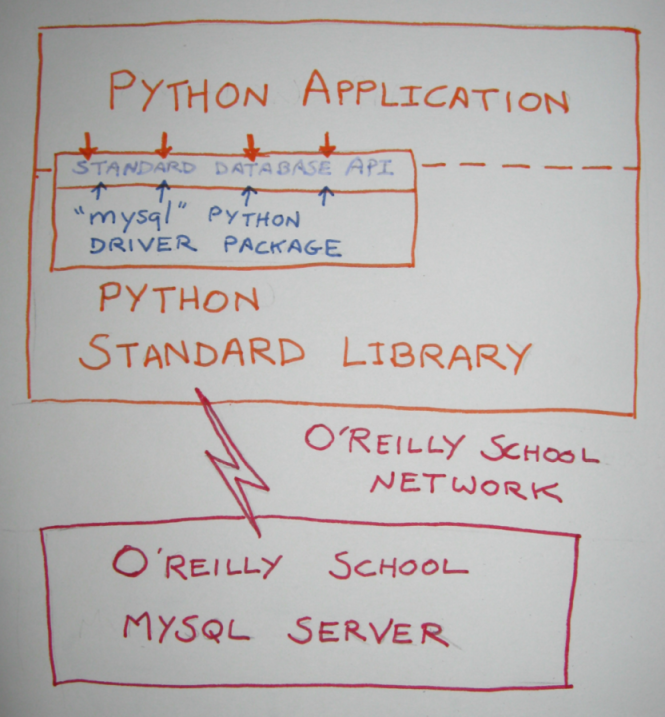 PYTHON APPLICATION
STANDARD DATABASE API
"mysql" PYTHON
DRIVER PACKAGE
PYTHON
STANDARD LIBRARY
O'REILLY SCHOOL
NETWORK
O'REILLY SCHOOL
MYSQL SERVER